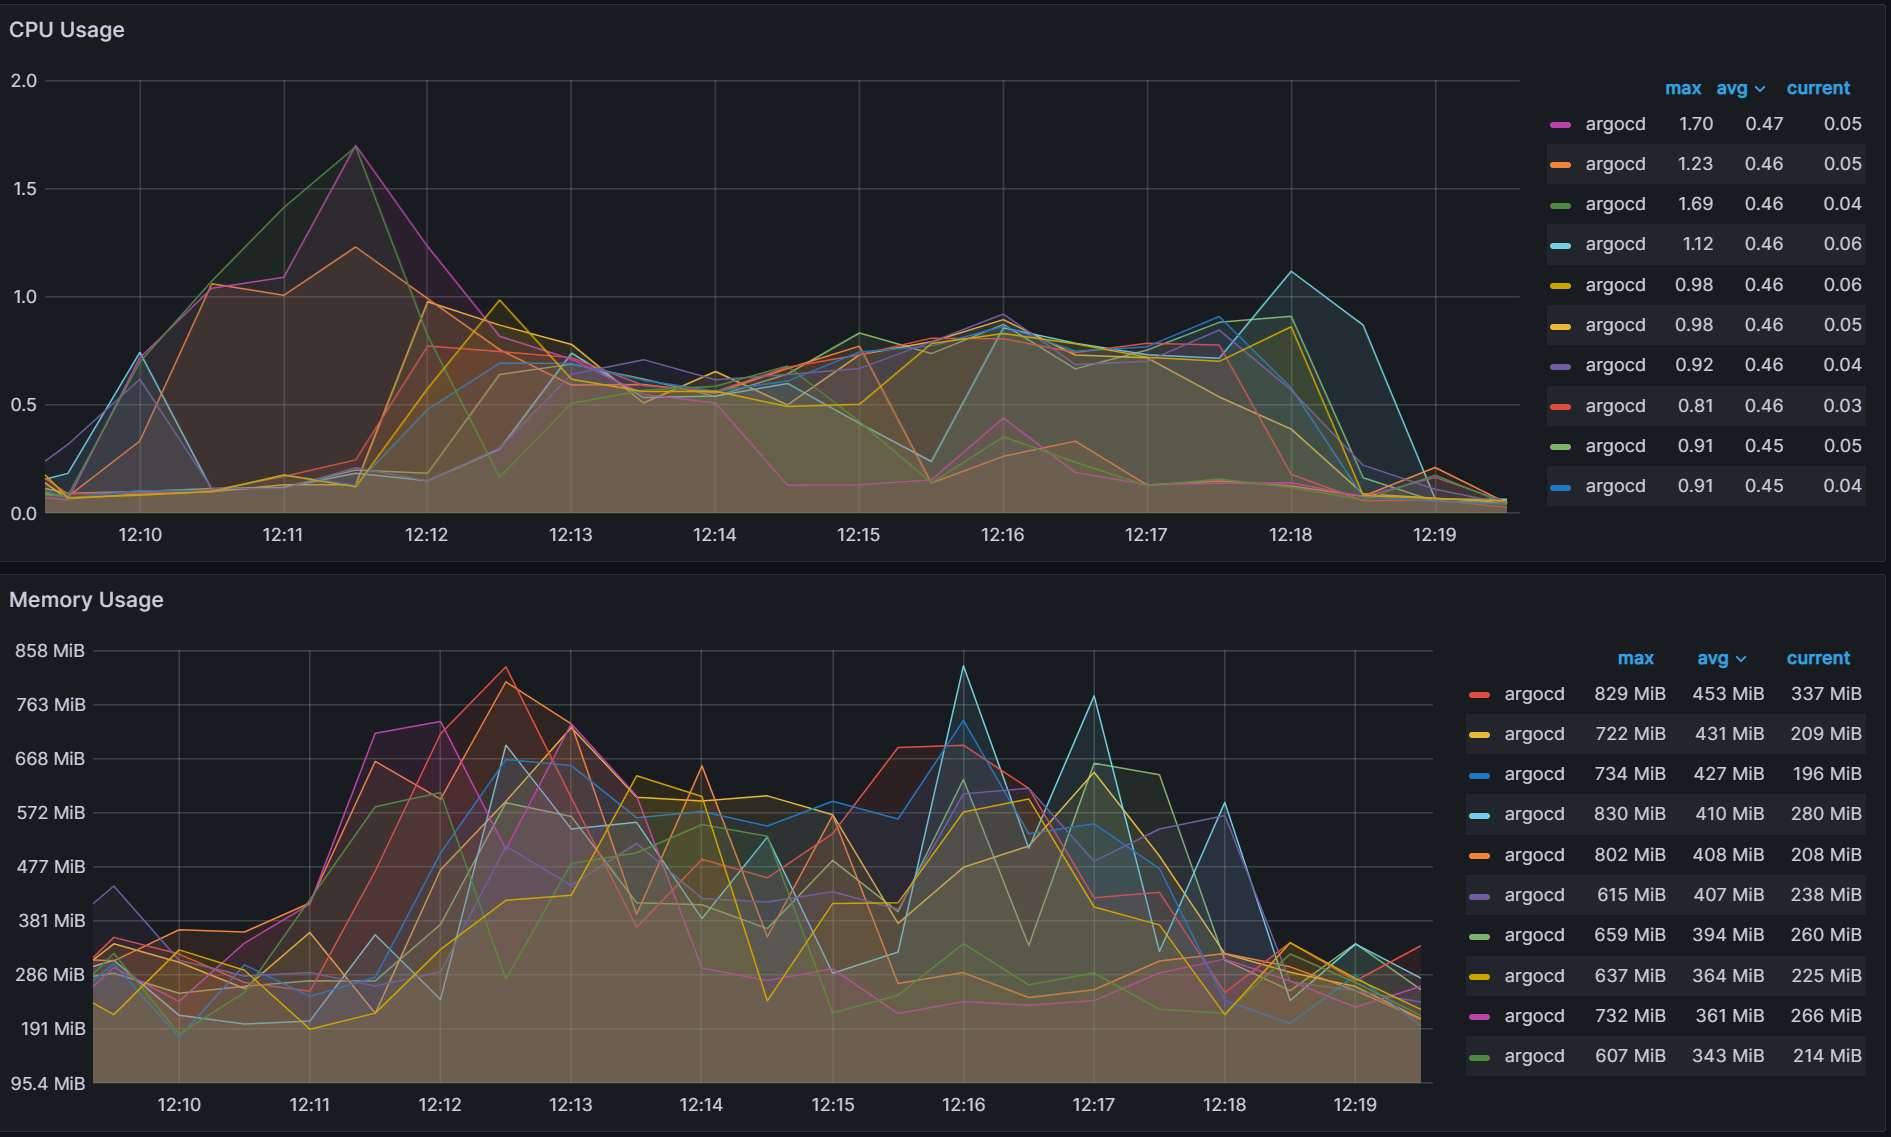 CPU Usage
2.0
1.5
1.0
0.5
0.0
12:10 12:11 12:12 12:13 12:14 12:15 12:16 12:17 12:18 12:19
max avg current
argocd 1.70 0.47 0.05
argocd 1.23 0.46 0.05
argocd 1.69 0.46 0.04
argocd 1.12 0.46 0.06
argocd 0.98 0.46 0.06
argocd 0.98 0.46 0.05
argocd 0.92 0.46 0.04
argocd 0.81 0.46 0.03
argocd 0.91 0.45 0.05
argocd 0.91 0.45 0.04
Memory Usage
858 MiB
763 MiB
668 MiB
572 MiB
477 MiB
381 MiB
286 MiB
191 MiB
95.4 MiB
12:10 12:11 12:12 12:13 12:14 12:15 12:16 12:17 12:18 12:19
max avg current
argocd 829 MiB 453 MiB 337 MiB
argocd 722 MiB 431 MiB 209 MiB
argocd 734 MiB 427 MiB 196 MiB
argocd 830 MiB 410 MiB 280 MiB
argocd 802 MiB 408 MiB 208 MiB
argocd 615 MiB 407 MiB 238 MiB
argocd 659 MiB 394 MiB 260 MiB
argocd 637 MiB 364 MiB 225 MiB
argocd 732 MiB 361 MiB 266 MiB
argocd 607 MiB 343 MiB 214 MiB